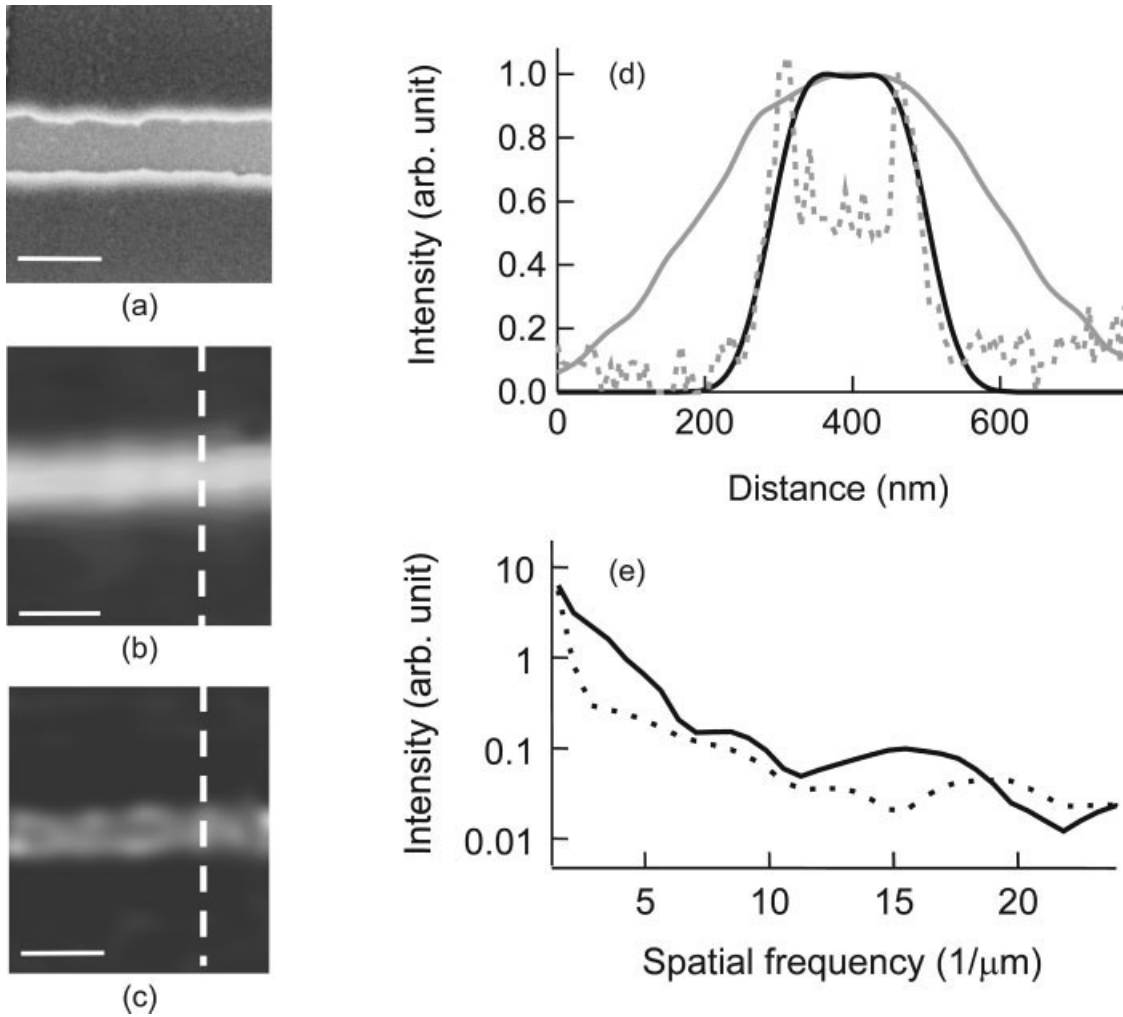 (a)
(b)
(c)
(d)
Intensity (arb. unit)
1.0
0.8
0.6
0.4
0.2
0.0
0 200 400 600
Distance (nm)
(e)
Intensity (arb. unit)
10
1
0.1
0.01
5 10 15 20
Spatial frequency (1/μm)